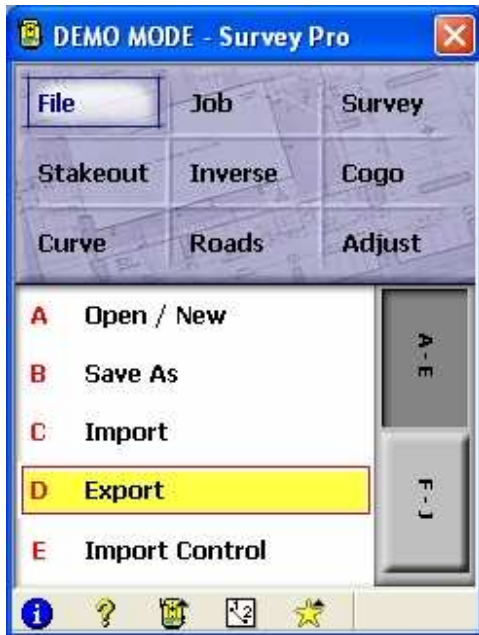 DEMO MODE - Survey Pro
File Job Survey
Stakeout Inverse Cogo
Curve Roads Adjust
A Open / New
B Save As
C Import
D Export
E Import Control
A - E
F - J